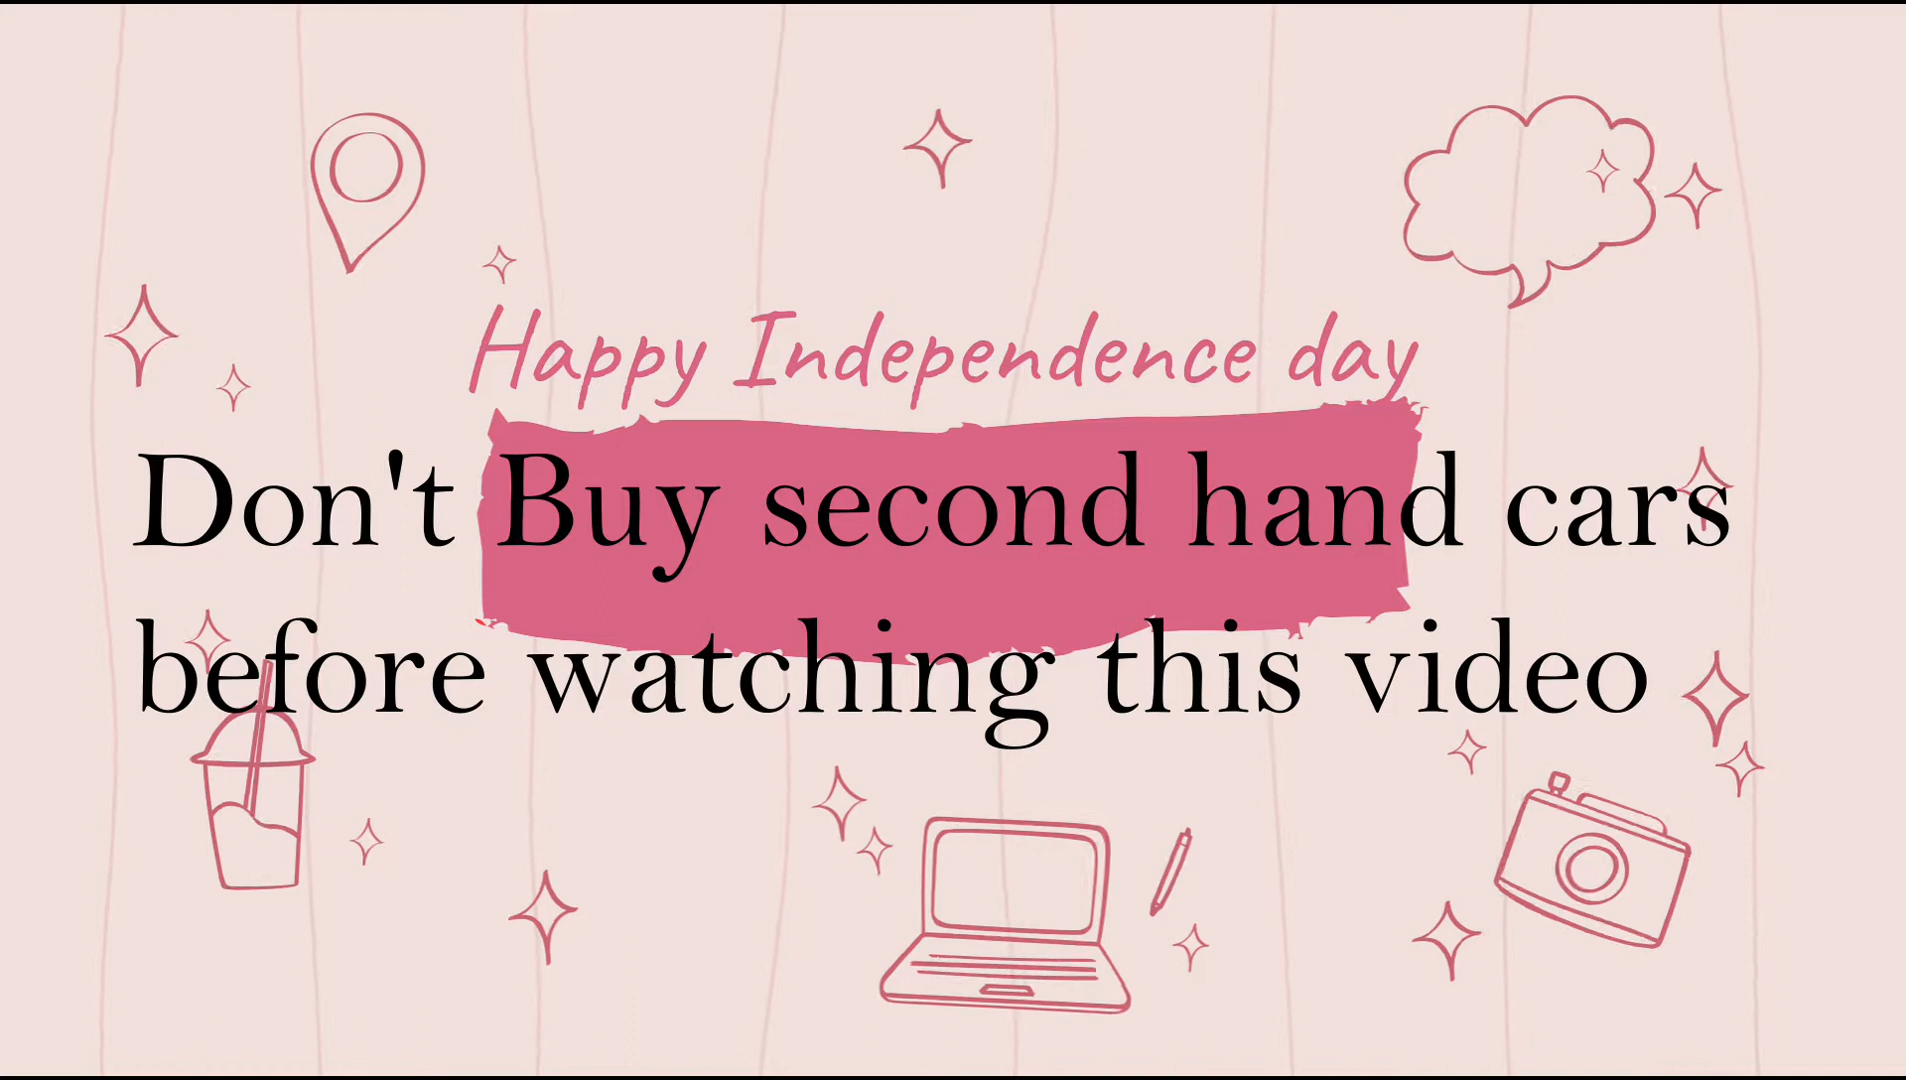 Happy Independence day
Don't Buy second hand cars
before watching this video